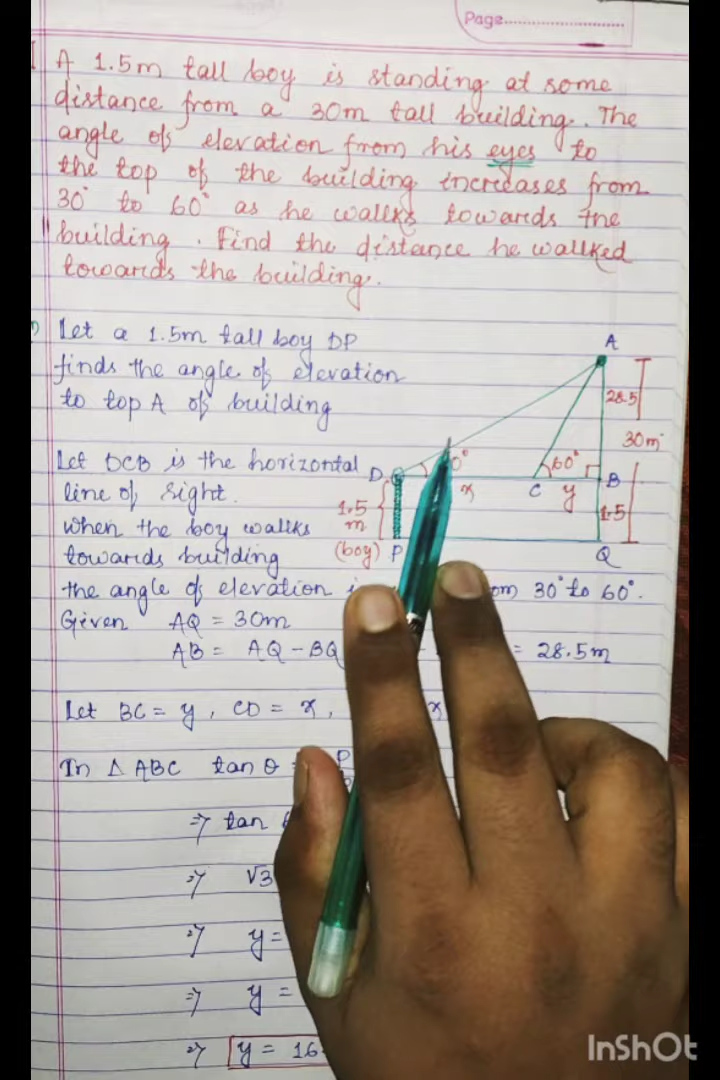 Page
A 1.5m tall boy is standing at some
distance from a 30m tall building. The
angle of elevation from his eyes to
the top of the building increases from
30° to 60° as he walks towards the
building. Find the distance he walked
towards the building.
Let a 1.5m tall boy DP
finds the angle of elevation
to top A of building
Let DCB is the horizontal
line of sight.
when the boy walks
towards building
the angle of elevation 30° to 60°.
Given AQ = 30m
AB = AQ - BQ = 28.5m
Let BC = y, CD = x, x
In △ ABC tan θ = P
⇒ tan
⇒ √3
⇒ y =
⇒ y =
⇒ y = 16
A
28.5
30m
D
60°
B
x
C
y
1.5
m
1.5
(boy)
P
Q
InShOt